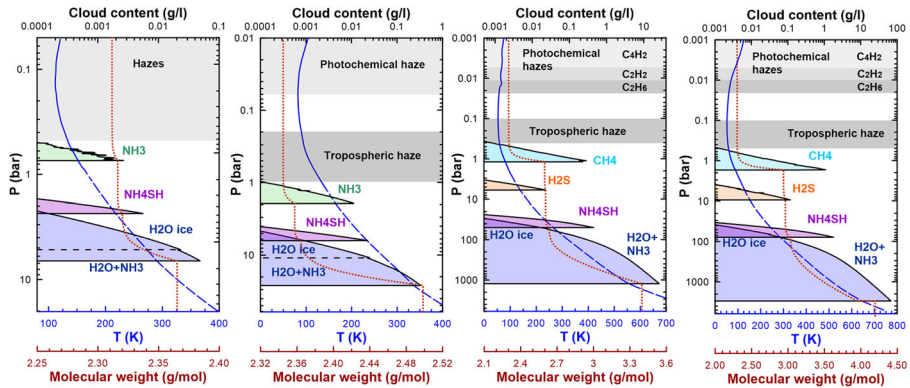 Cloud content (g/l)
0.0001 0.001 0.01 0.1 1
Hazes
NH3
NH4SH
H2O ice
H2O+NH3
P (bar)
0.1
1
10
80 100 200 300 400
T (K)
2.25 2.30 2.35 2.40
Molecular weight (g/mol)
Cloud content (g/l)
0.0001 0.001 0.01 0.1 1
Photochemical haze
Tropospheric haze
NH3
NH4SH
H2O ice
H2O+NH3
P (bar)
0.01
0.1
1
10
0 100 200 300 400
T (K)
2.32 2.36 2.40 2.44 2.48 2.52
Molecular weight (g/mol)
Cloud content (g/l)
0.0001 0.001 0.01 0.1 1 10
Photochemical
hazes
C4H2
C2H2
C2H6
Tropospheric haze
CH4
H2S
NH4SH
H2O ice
H2O+
NH3
P (bar)
0.001
0.01
0.1
1
10
100
1000
0 100 200 300 400 500 600 700
T (K)
2.1 2.4 2.7 3 3.3 3.6
Molecular weight (g/mol)
Cloud content (g/l)
0.0001 0.001 0.01 0.1 1 10 100
Photochemical
hazes
C4H2
C2H2
C2H6
Tropospheric haze
CH4
H2S
NH4SH
H2O ice
H2O+
NH3
P (bar)
0.001
0.01
0.1
1
10
100
1000
0 100 200 300 400 500 600 700 800
T (K)
2.00 2.50 3.00 3.50 4.00 4.50
Molecular weight (g/mol)